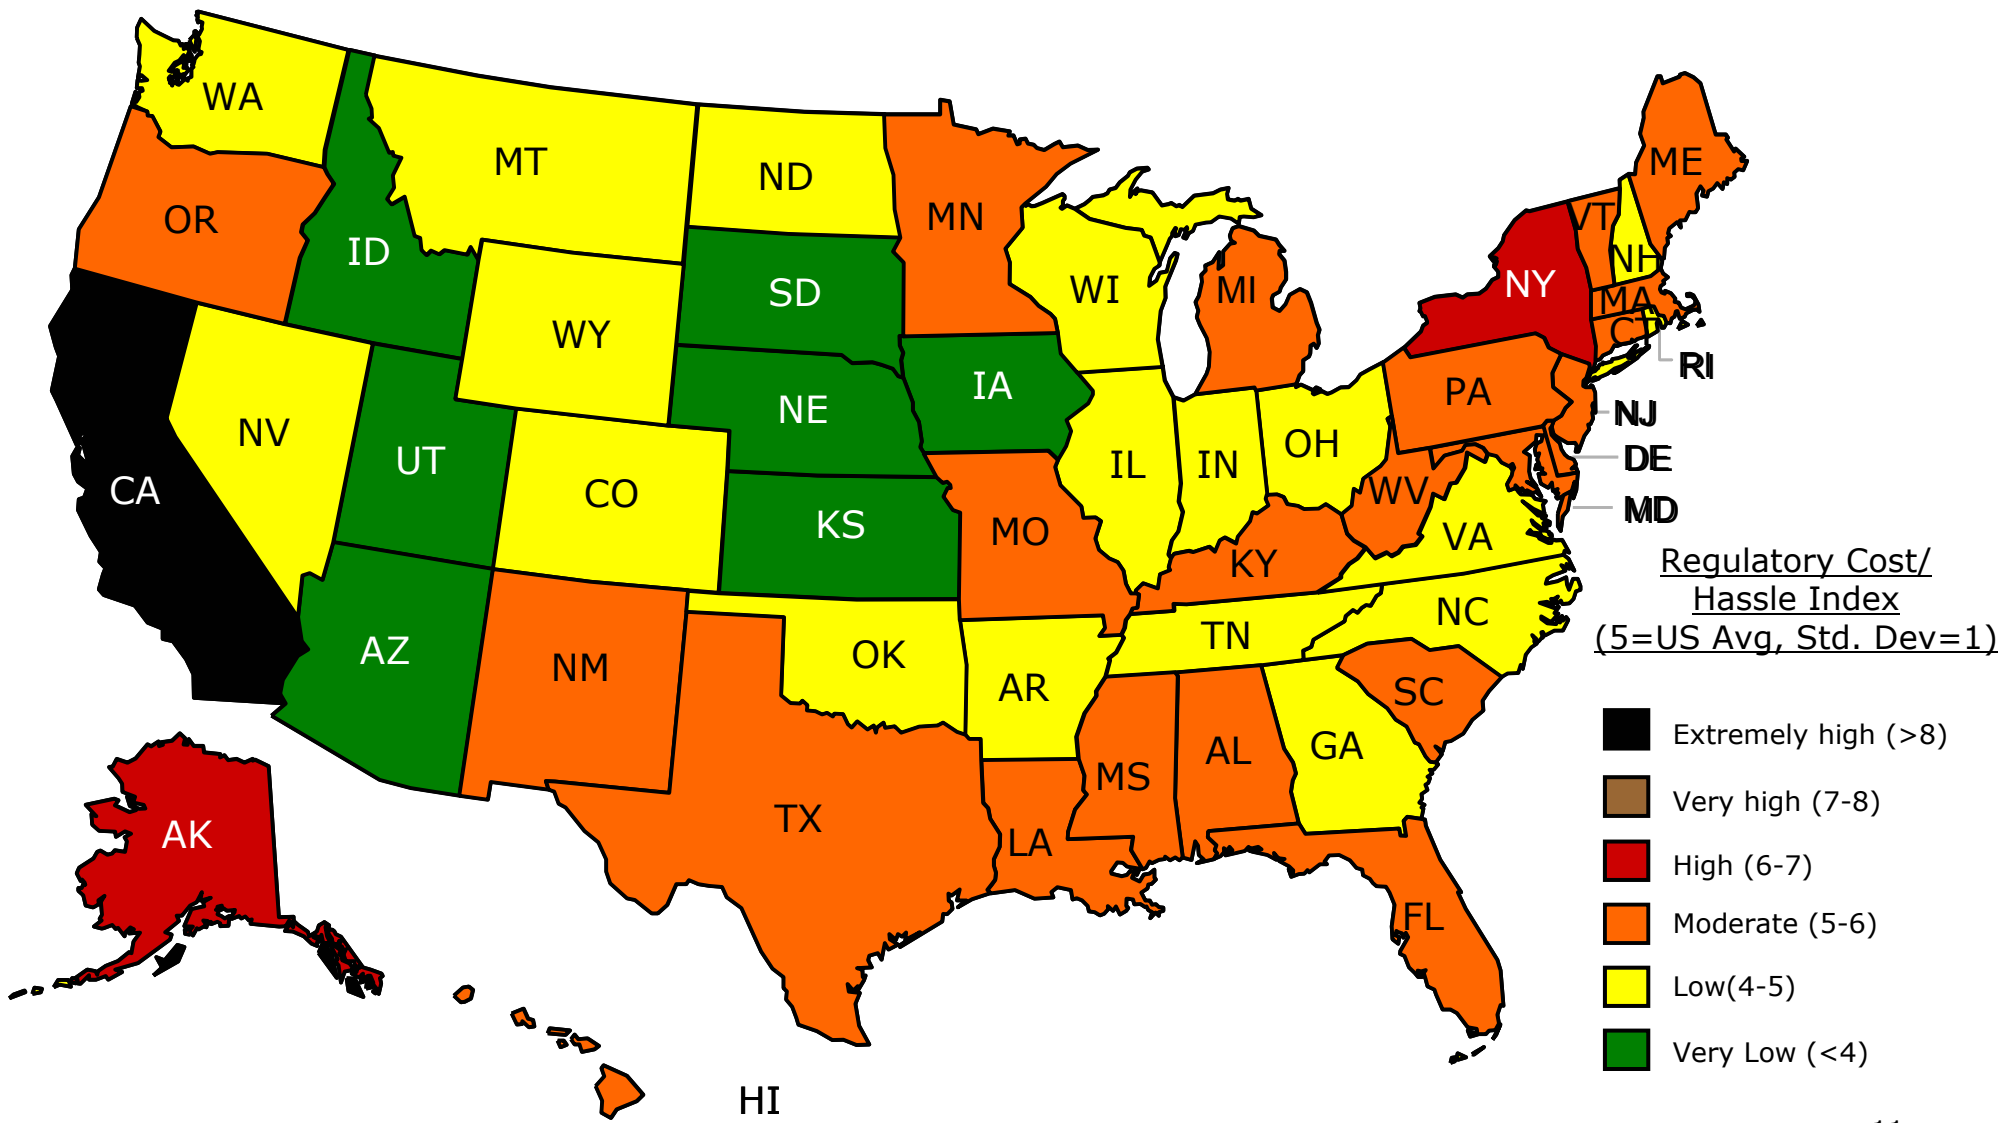 WA
MT
ND
MN
ME
OR
ID
VT
NH
SD
WI
MI
NY
MA
WY
CT
RI
IA
NE
PA
NJ
NV
OH
UT
IL
IN
DE
CA
CO
WV
MD
KS
MO
VA
KY
Regulatory Cost/
Hassle Index
(5=US Avg, Std. Dev=1)
NC
TN
AZ
NM
OK
AR
SC
MS
AL
GA
TX
LA
AK
FL
HI
Extremely high (>8)
Very high (7-8)
High (6-7)
Moderate (5-6)
Low(4-5)
Very Low (<4)